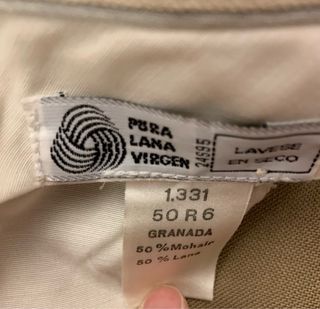 PURA
LANA
VIRGEN
24695
LAVESE
EN SECO
1.331
50 R 6
GRANADA
50 % Mohair
50 % Lana